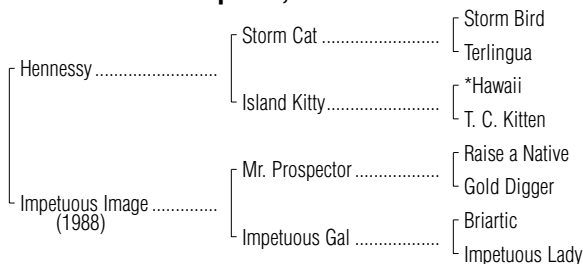 Storm Bird
Storm Cat ........................
Terlingua
Hennessy .........................
*Hawaii
Island Kitty.......................
T. C. Kitten
Raise a Native
Mr. Prospector .................
Gold Digger
Impetuous Image .............
(1988)
Briartic
Impetuous Gal .................
Impetuous Lady